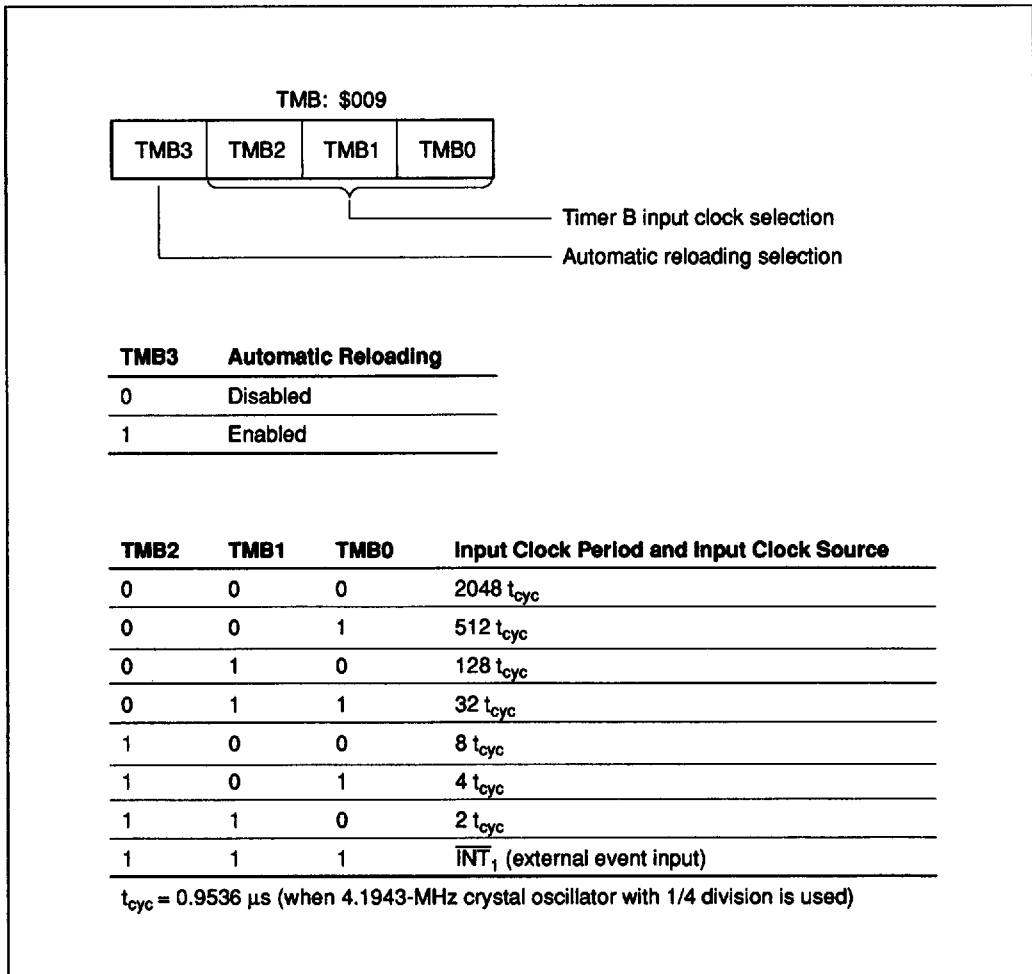 TMB: $009
TMB3 TMB2 TMB1 TMB0
Timer B input clock selection
Automatic reloading selection
TMB3 Automatic Reloading
0 Disabled
1 Enabled
TMB2 TMB1 TMB0 Input Clock Period and Input Clock Source
0 0 0 2048 tcyc
0 0 1 512 tcyc
0 1 0 128 tcyc
0 1 1 32 tcyc
1 0 0 8 tcyc
1 0 1 4 tcyc
1 1 0 2 tcyc
1 1 1 I̅N̅T̅₁ (external event input)
tcyc = 0.9536 μs (when 4.1943-MHz crystal oscillator with 1/4 division is used)